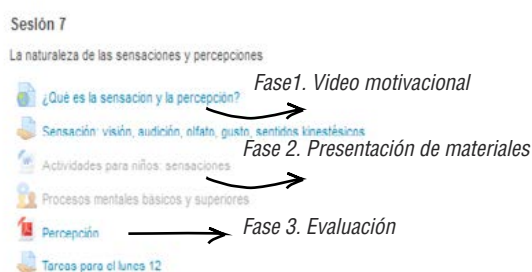 Sesión 7
La naturaleza de las sensaciones y percepciones
¿Qué es la sensacion y la percepción?
Fase1. Video motivacional
Sensación: visión, audición, olfato, gusto, sentidos kinestésicos
Fase 2. Presentación de materiales
Actividades para niños: sensaciones
Procesos mentales básicos y superiores
Percepción
Fase 3. Evaluación
Tareas para el lunes 12